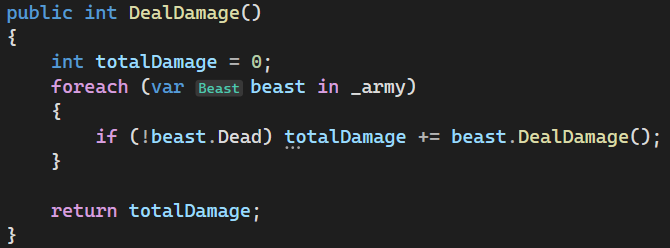 public int DealDamage()
{
    int totalDamage = 0;
    foreach (var Beast beast in _army)
    {
        if (!beast.Dead) totalDamage += beast.DealDamage();
    }

    return totalDamage;
}